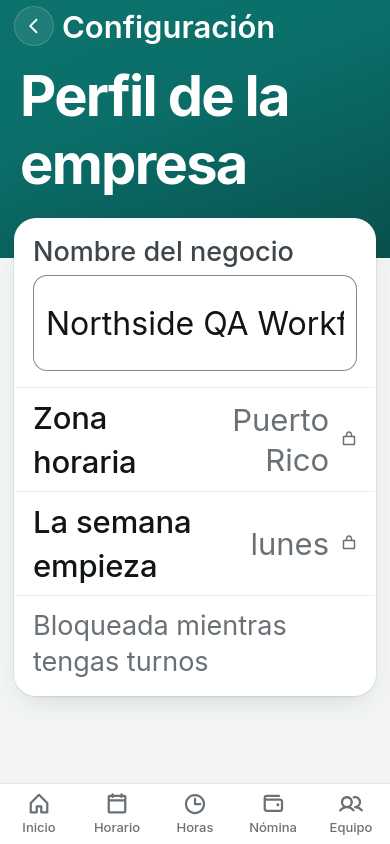 Configuración
Perfil de la
empresa
Nombre del negocio
Northside QA Workf
Zona
horaria
Puerto
Rico
La semana
empieza
lunes
Bloqueada mientras
tengas turnos
Inicio
Horario
Horas
Nómina
Equipo